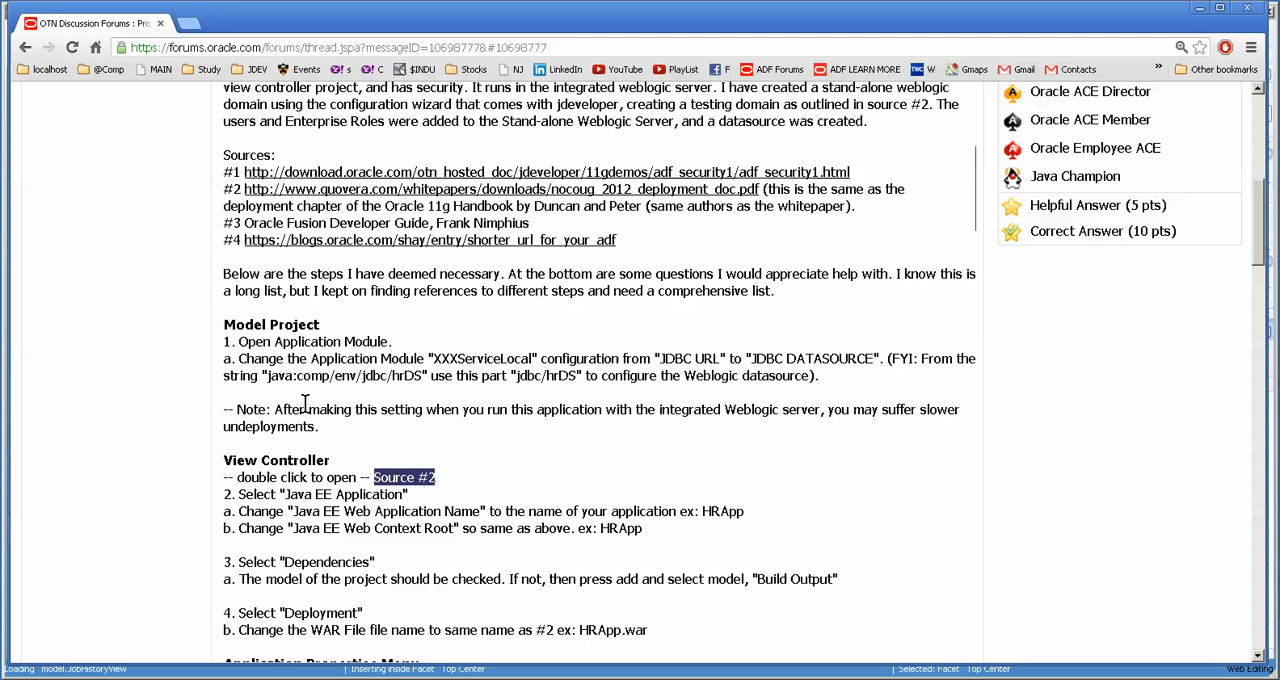 OTN Discussion Forums : Pro
https://forums.oracle.com/forums/thread.jspa?messageID=10698777&#10698777
localhost @Comp MAIN Study JDEV Events Y! s Y! C $INDU Stocks NJ LinkedIn YouTube PlayList F ADF Forums ADF LEARN MORE W Gmaps Gmail Contacts » Other bookmarks
view controller project, and has security. It runs in the integrated weblogic server. I have created a stand-alone weblogic
domain using the configuration wizard that comes with jdeveloper, creating a testing domain as outlined in source #2. The
users and Enterprise Roles were added to the Stand-alone Weblogic Server, and a datasource was created.
Sources:
#1 http://download.oracle.com/otn_hosted_doc/jdeveloper/11gdemos/adf_security1/adf_security1.html
#2 http://www.quovera.com/whitepapers/downloads/nocoug_2012_deployment_doc.pdf (this is the same as the
deployment chapter of the Oracle 11g Handbook by Duncan and Peter (same authors as the whitepaper).
#3 Oracle Fusion Developer Guide, Frank Nimphius
#4 https://blogs.oracle.com/shay/entry/shorter_url_for_your_adf
Below are the steps I have deemed necessary. At the bottom are some questions I would appreciate help with. I know this is
a long list, but I kept on finding references to different steps and need a comprehensive list.
Model Project
1. Open Application Module.
a. Change the Application Module "XXXServiceLocal" configuration from "JDBC URL" to "JDBC DATASOURCE". (FYI: From the
string "java:comp/env/jdbc/hrDS" use this part "jdbc/hrDS" to configure the Weblogic datasource).
-- Note: After making this setting when you run this application with the integrated Weblogic server, you may suffer slower
undeployments.
View Controller
-- double click to open -- Source #2
2. Select "Java EE Application"
a. Change "Java EE Web Application Name" to the name of your application ex: HRApp
b. Change "Java EE Web Context Root" so same as above. ex: HRApp
3. Select "Dependencies"
a. The model of the project should be checked. If not, then press add and select model, "Build Output"
4. Select "Deployment"
b. Change the WAR File file name to same name as #2 ex: HRApp.war
Application Properties Menu
Oracle ACE Director
Oracle ACE Member
Oracle Employee ACE
Java Champion
Helpful Answer (5 pts)
Correct Answer (10 pts)
Loading model.JobHistoryView Inserting inside Facet Top Center Selected: Facet Top Center Web Editing